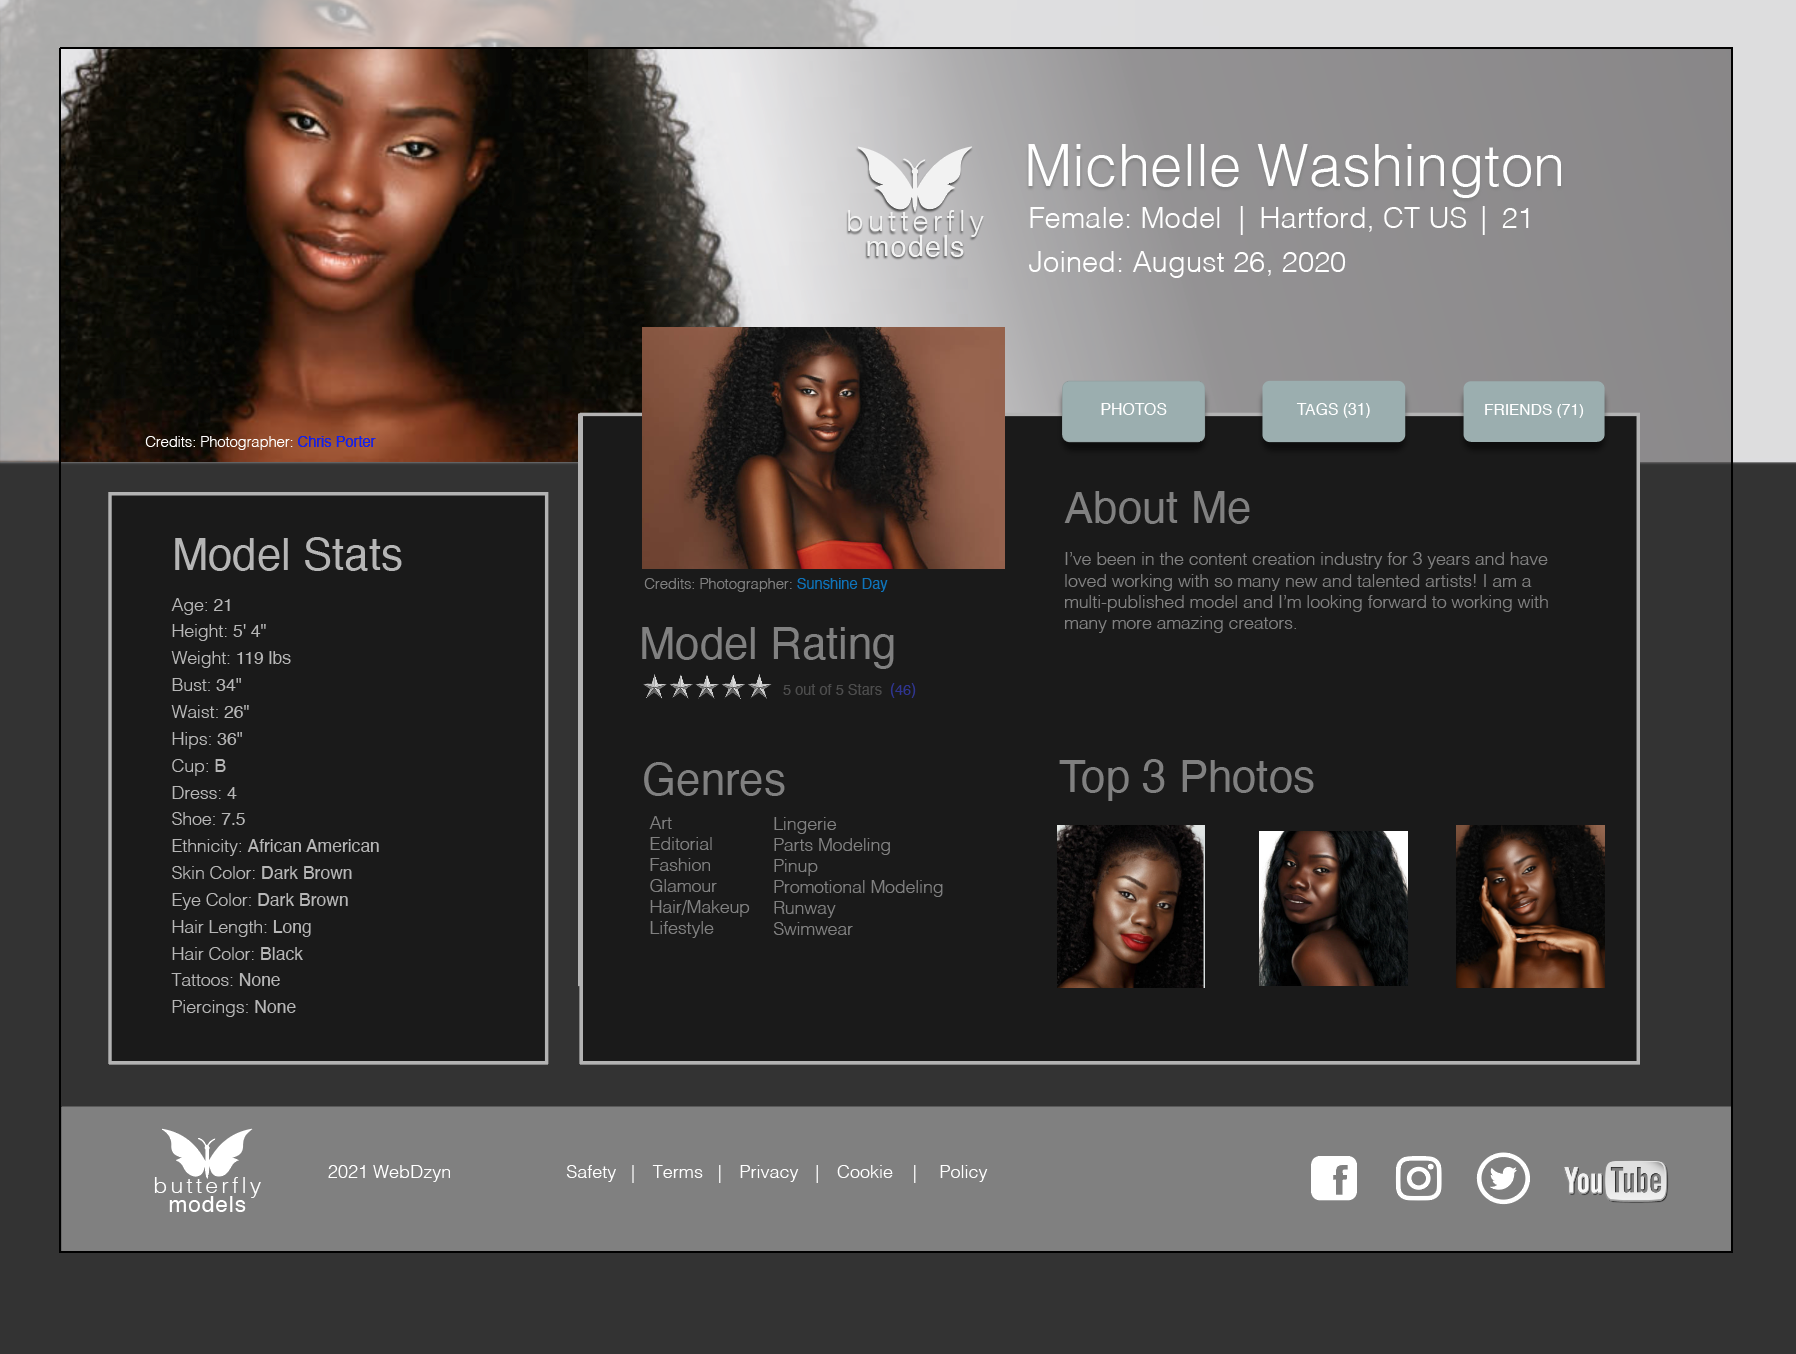 butterfly
models
Michelle Washington
Female: Model | Hartford, CT US | 21
Joined: August 26, 2020
PHOTOS
TAGS (31)
FRIENDS (71)
Credits: Photographer: Chris Porter
Model Stats
Age: 21
Height: 5' 4"
Weight: 119 lbs
Bust: 34"
Waist: 26"
Hips: 36"
Cup: B
Dress: 4
Shoe: 7.5
Ethnicity: African American
Skin Color: Dark Brown
Eye Color: Dark Brown
Hair Length: Long
Hair Color: Black
Tattoos: None
Piercings: None
Credits: Photographer: Sunshine Day
Model Rating
5 out of 5 Stars (46)
Genres
Art
Editorial
Fashion
Glamour
Hair/Makeup
Lifestyle
Lingerie
Parts Modeling
Pinup
Promotional Modeling
Runway
Swimwear
About Me
I’ve been in the content creation industry for 3 years and have
loved working with so many new and talented artists! I am a
multi-published model and I’m looking forward to working with
many more amazing creators.
Top 3 Photos
butterfly
models
2021 WebDzyn
Safety | Terms | Privacy | Cookie | Policy
YouTube